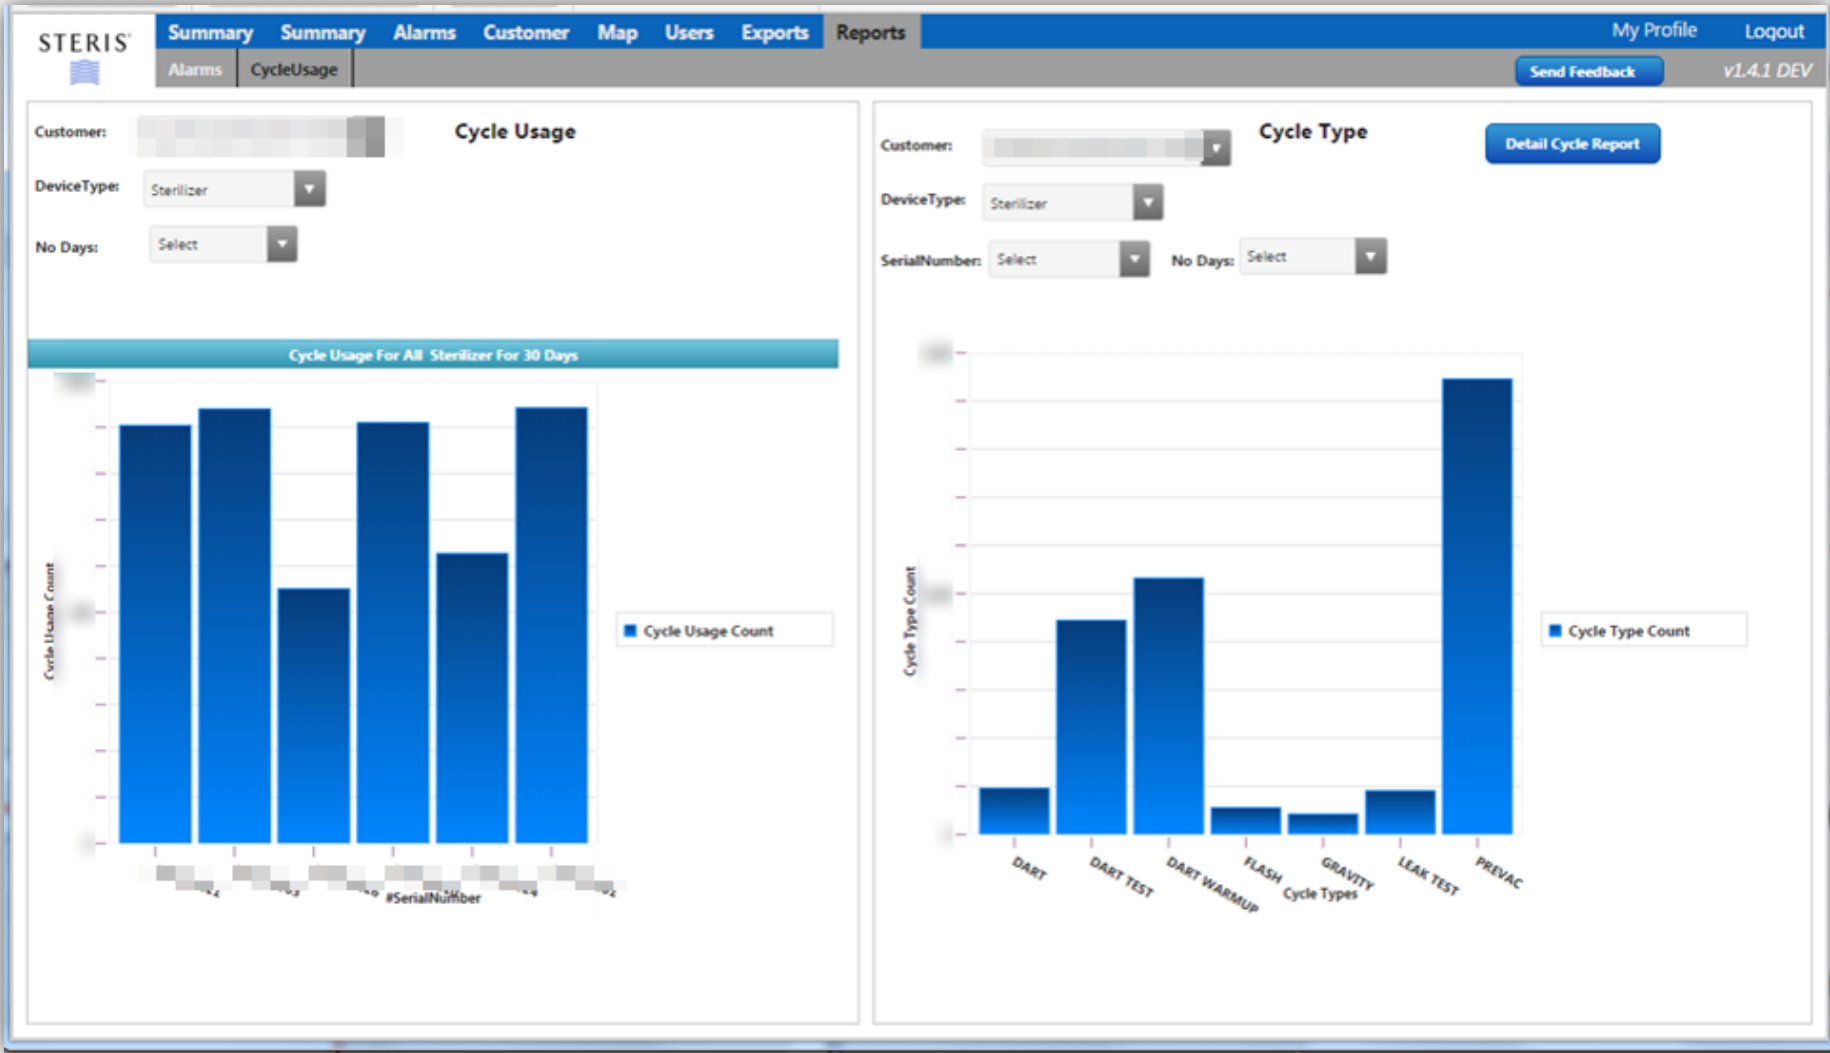 STERIS
Summary Summary Alarms Customer Map Users Exports Reports
My Profile Logout
Alarms CycleUsage
Send Feedback v1.4.1 DEV
Customer:
Cycle Usage
DeviceType: Sterilizer
No Days: Select
Cycle Usage For All Sterilizer For 30 Days
Cycle Usage Count
Cycle Usage Count
#SerialNumber
Customer:
Cycle Type
Detail Cycle Report
DeviceType: Sterilizer
SerialNumber: Select No Days: Select
Cycle Type Count
Cycle Type Count
DART DART TEST DART WARMUP FLASH GRAVITY LEAK TEST PREVAC
Cycle Types